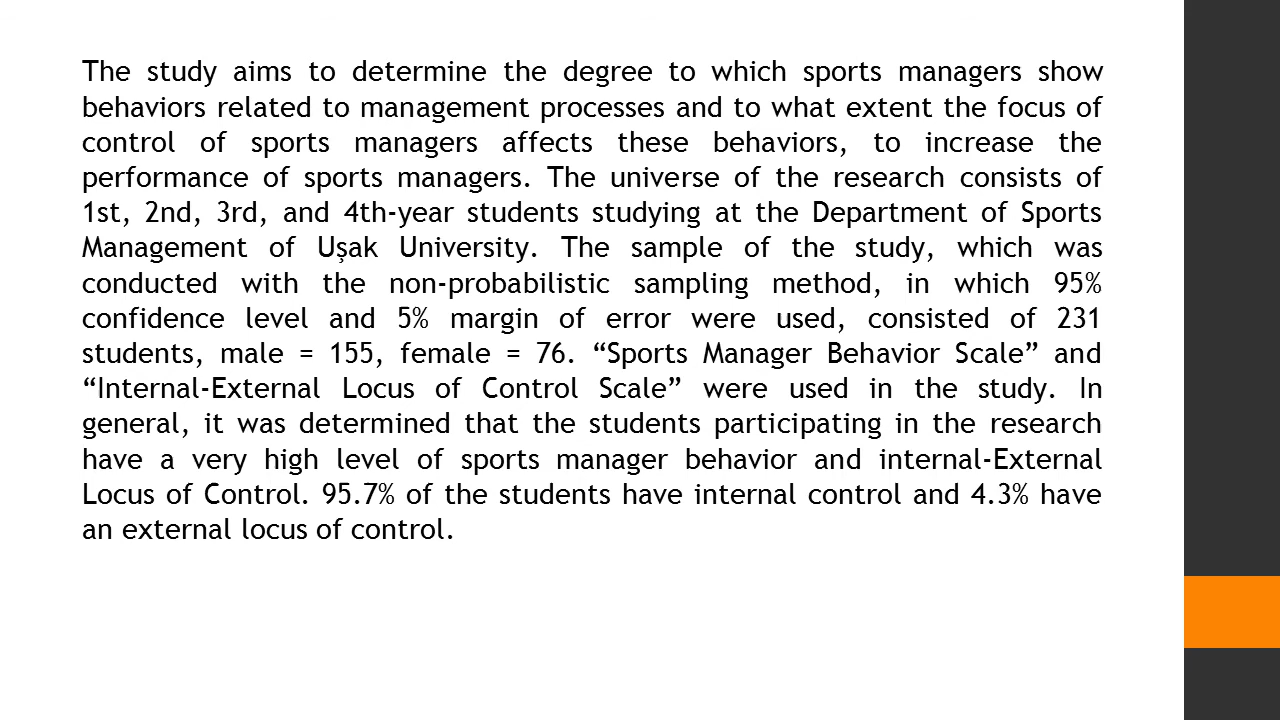 The study aims to determine the degree to which sports managers show
behaviors related to management processes and to what extent the focus of
control of sports managers affects these behaviors, to increase the
performance of sports managers. The universe of the research consists of
1st, 2nd, 3rd, and 4th-year students studying at the Department of Sports
Management of Uşak University. The sample of the study, which was
conducted with the non-probabilistic sampling method, in which 95%
confidence level and 5% margin of error were used, consisted of 231
students, male = 155, female = 76. “Sports Manager Behavior Scale” and
“Internal-External Locus of Control Scale” were used in the study. In
general, it was determined that the students participating in the research
have a very high level of sports manager behavior and internal-External
Locus of Control. 95.7% of the students have internal control and 4.3% have
an external locus of control.